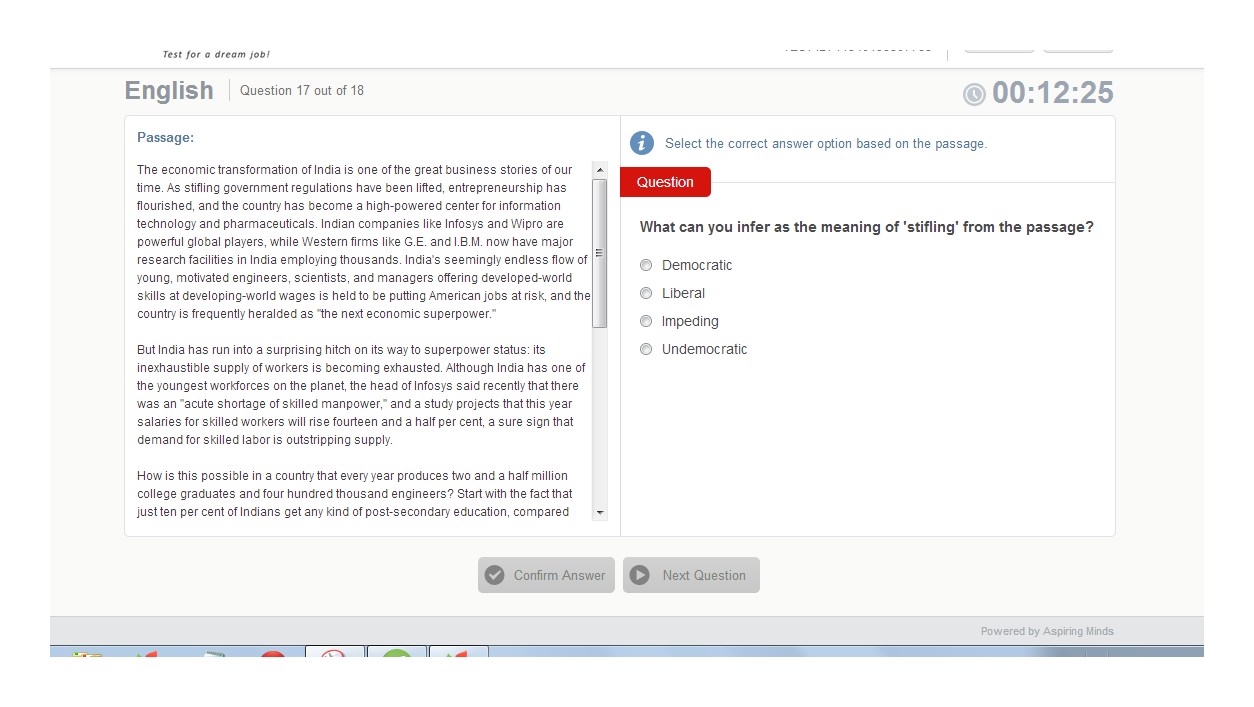 Test for a dream job!
English
Question 17 out of 18
00:12:25
Passage:
The economic transformation of India is one of the great business stories of our
time. As stifling government regulations have been lifted, entrepreneurship has
flourished, and the country has become a high-powered center for information
technology and pharmaceuticals. Indian companies like Infosys and Wipro are
powerful global players, while Western firms like G.E. and I.B.M. now have major
research facilities in India employing thousands. India's seemingly endless flow of
young, motivated engineers, scientists, and managers offering developed-world
skills at developing-world wages is held to be putting American jobs at risk, and the
country is frequently heralded as "the next economic superpower."
But India has run into a surprising hitch on its way to superpower status: its
inexhaustible supply of workers is becoming exhausted. Although India has one of
the youngest workforces on the planet, the head of Infosys said recently that there
was an "acute shortage of skilled manpower," and a study projects that this year
salaries for skilled workers will rise fourteen and a half per cent, a sure sign that
demand for skilled labor is outstripping supply.
How is this possible in a country that every year produces two and a half million
college graduates and four hundred thousand engineers? Start with the fact that
just ten per cent of Indians get any kind of post-secondary education, compared
Select the correct answer option based on the passage.
Question
What can you infer as the meaning of 'stifling' from the passage?
Democratic
Liberal
Impeding
Undemocratic
Confirm Answer
Next Question
Powered by Aspiring Minds